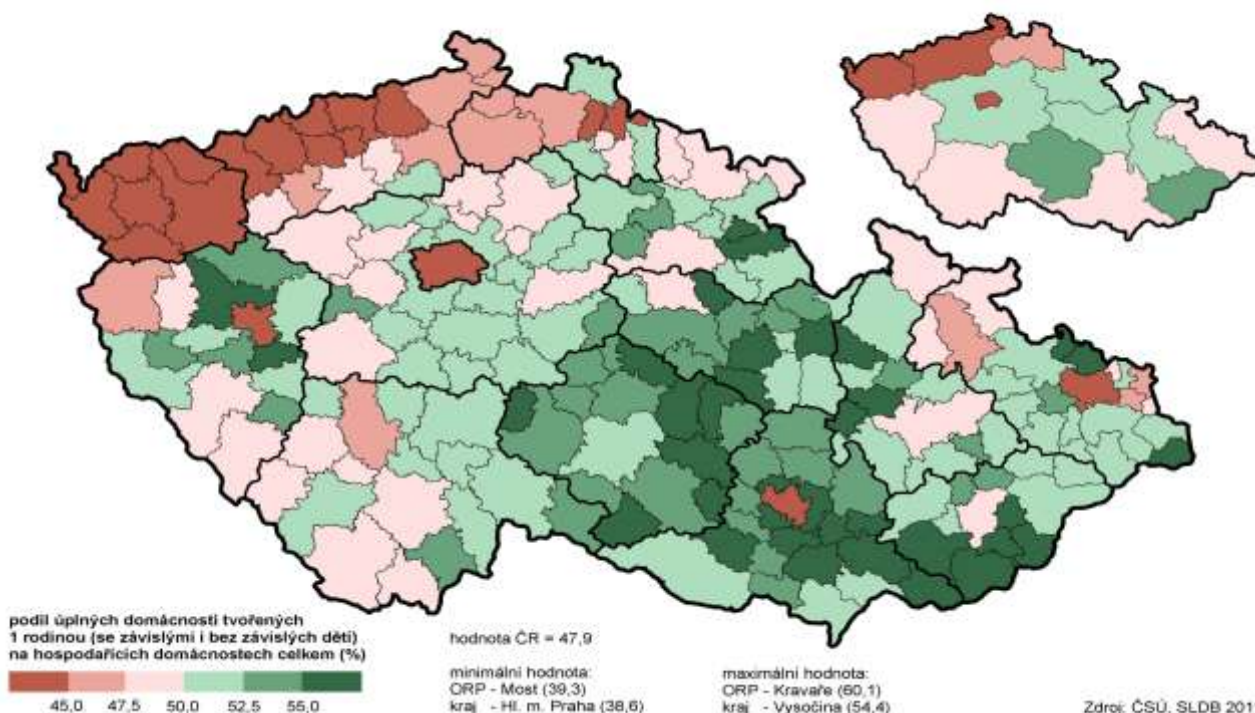 podíl úplných domácností tvořených
1 rodinou (se závislými i bez závislých dětí)
na hospodařících domácnostech celkem (%)
45,0 47,5 50,0 52,5 55,0
hodnota ČR = 47,9
minimální hodnota:
ORP - Most (39,3)
kraj - Hl. m. Praha (38,6)
maximální hodnota:
ORP - Kravaře (60,1)
kraj - Vysočina (54,4)
Zdroj: ČSÚ, SLDB 201